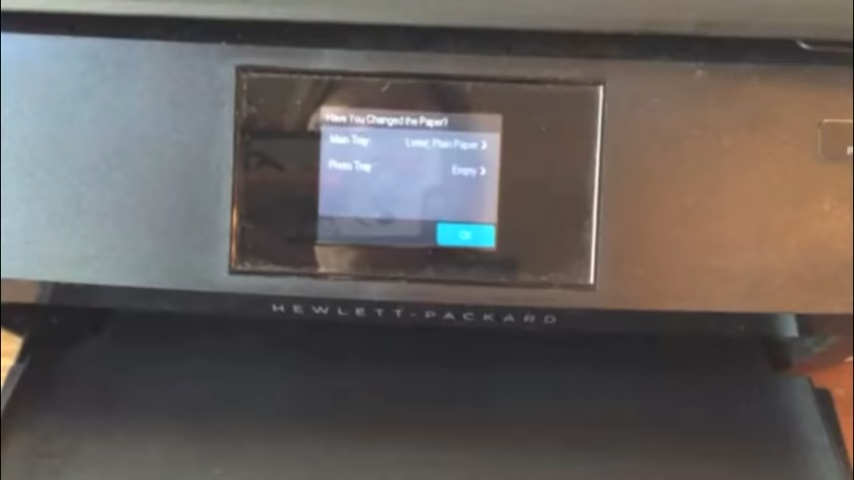 Have You Changed the Paper?
Main Tray: Letter, Plain Paper
Photo Tray Empty
OK
HEWLETT-PACKARD